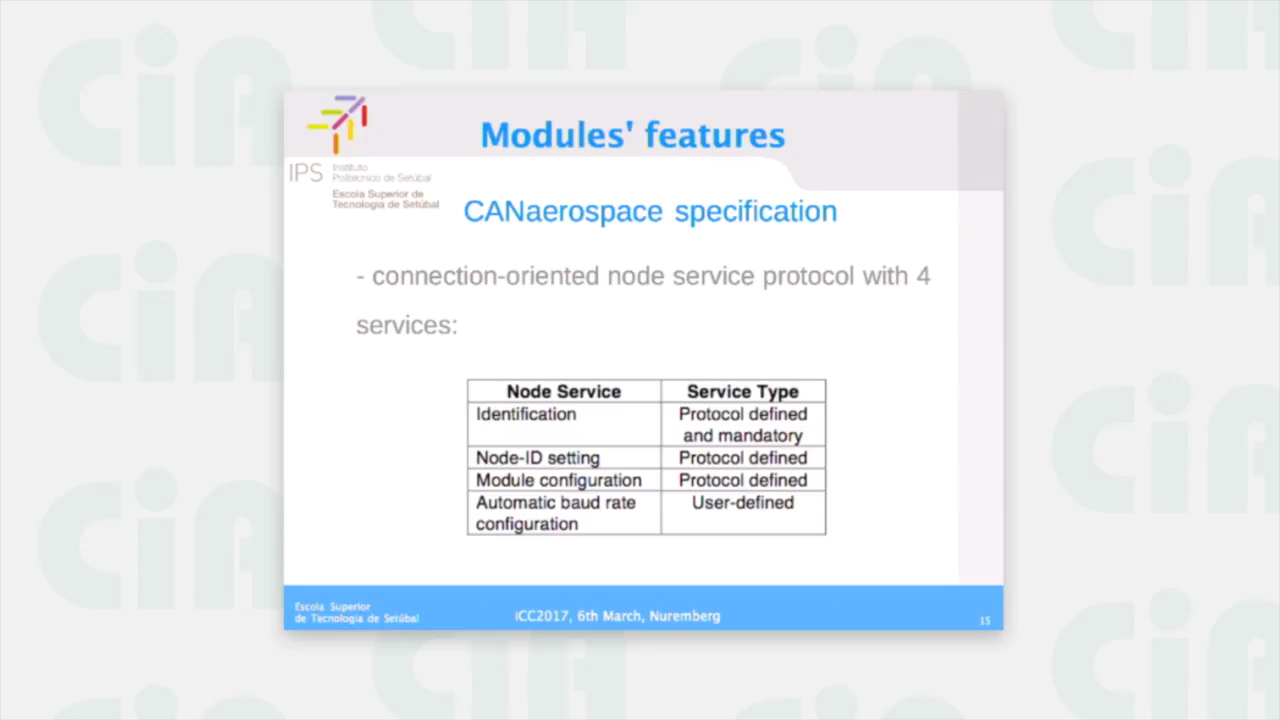 CiA
Modules' features
IPS
Instituto
Politécnico de Setúbal
Escola Superior de
Tecnologia de Setúbal
CANaerospace specification
- connection-oriented node service protocol with 4
services:
Node Service Service Type
Identification Protocol defined
and mandatory
Node-ID setting Protocol defined
Module configuration Protocol defined
Automatic baud rate User-defined
configuration
Escola Superior
de Tecnologia de Setúbal
iCC2017, 6th March, Nuremberg
15